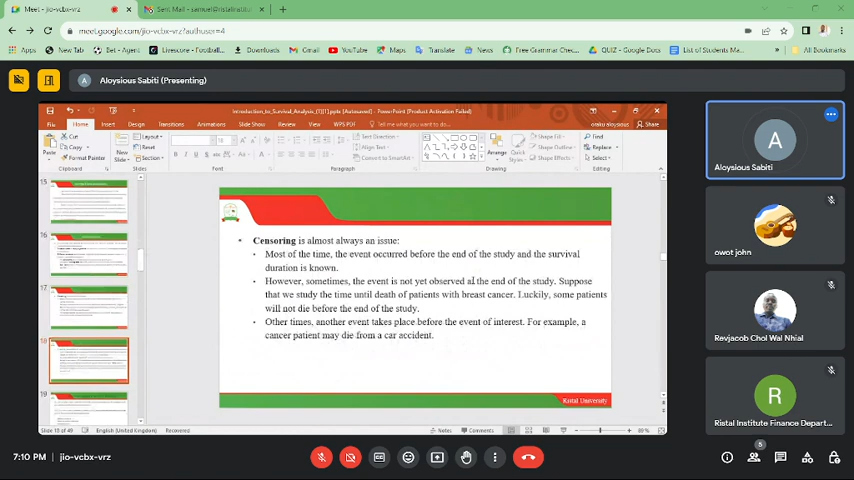 Meet - jio-vcbx-vrz
Sent Mail - samuel@ristalinstitu
meet.google.com/jio-vcbx-vrz?authuser=4
Apps
New Tab
Bet - Agent
Livescore - Football...
Downloads
Gmail
YouTube
Maps
Translate
News
Free Grammar Chec...
QUIZ - Google Forms
List of Students Ma...
All Bookmarks
A
Aloysious Sabiti (Presenting)
Introduction_to_Survival_Analysis_(1)[1].pptx [Autosaved] - PowerPoint (Product Activation Failed)
File
Home
Insert
Design
Transitions
Animations
Slide Show
Review
View
WPS PDF
Tell me what you want to do...
oraku aloysious
Share
Paste
Cut
Copy
Format Painter
New Slide
Layout
Reset
Section
Text Direction
Align Text
Convert to SmartArt
Arrange
Quick Styles
Shape Fill
Shape Outline
Shape Effects
Find
Replace
Select
Clipboard
Slides
Font
Paragraph
Drawing
Editing
15
16
17
18
19
• Censoring is almost always an issue:
• Most of the time, the event occurred before the end of the study and the survival
duration is known.
• However, sometimes, the event is not yet observed at the end of the study. Suppose
that we study the time until death of patients with breast cancer. Luckily, some patients
will not die before the end of the study.
• Other times, another event takes place before the event of interest. For example, a
cancer patient may die from a car accident.
Ristal University
Slide 18 of 49
English (United Kingdom)
Recovered
Notes
Comments
A
Aloysious Sabiti
owot john
Revjacob Chol Wal Nhial
R
Ristal Institute Finance Depart...
7:10 PM
jio-vcbx-vrz
5